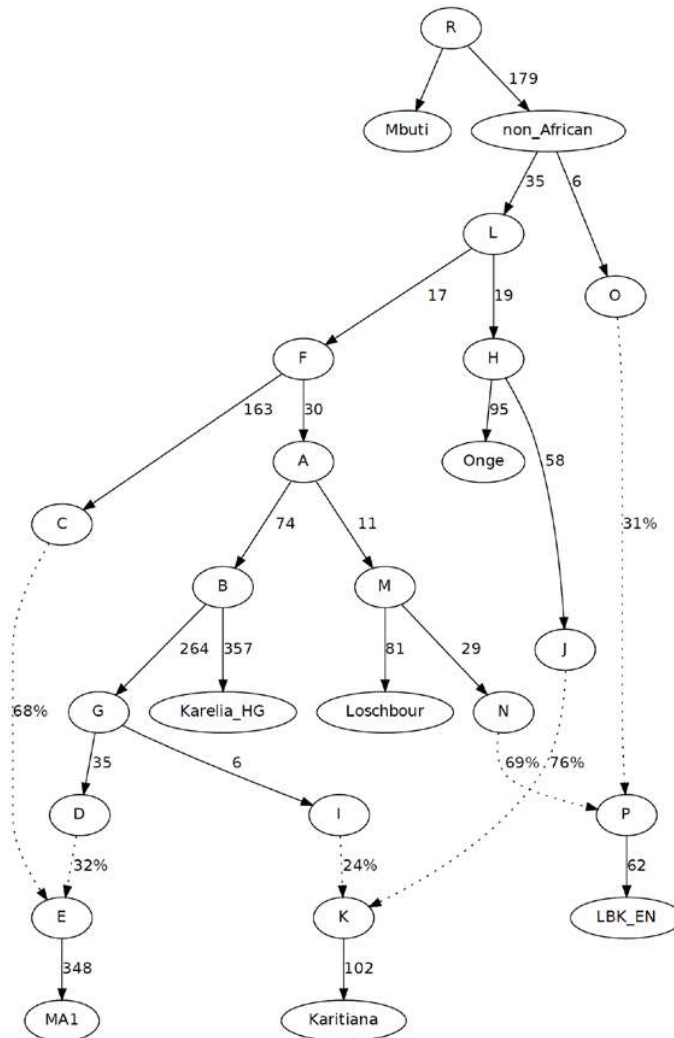 R
179
Mbuti non_African
35 6
L
O
17 19
F H
163 30 95 58
A Onge
C
74 11 31%
B M
264 357 81 29 J
G Karelia_HG Loschbour N
68%
35 6 69% 76%
D I P
32% 24% 62
E K LBK_EN
348 102
MA1 Karitiana